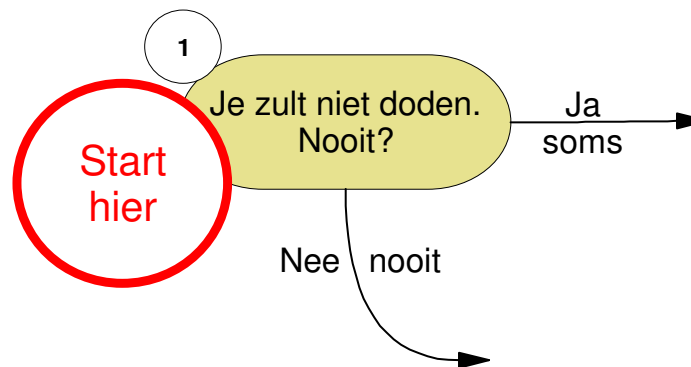 1
Je zult niet doden.
Nooit?
Start
hier
Ja
soms
Nee nooit